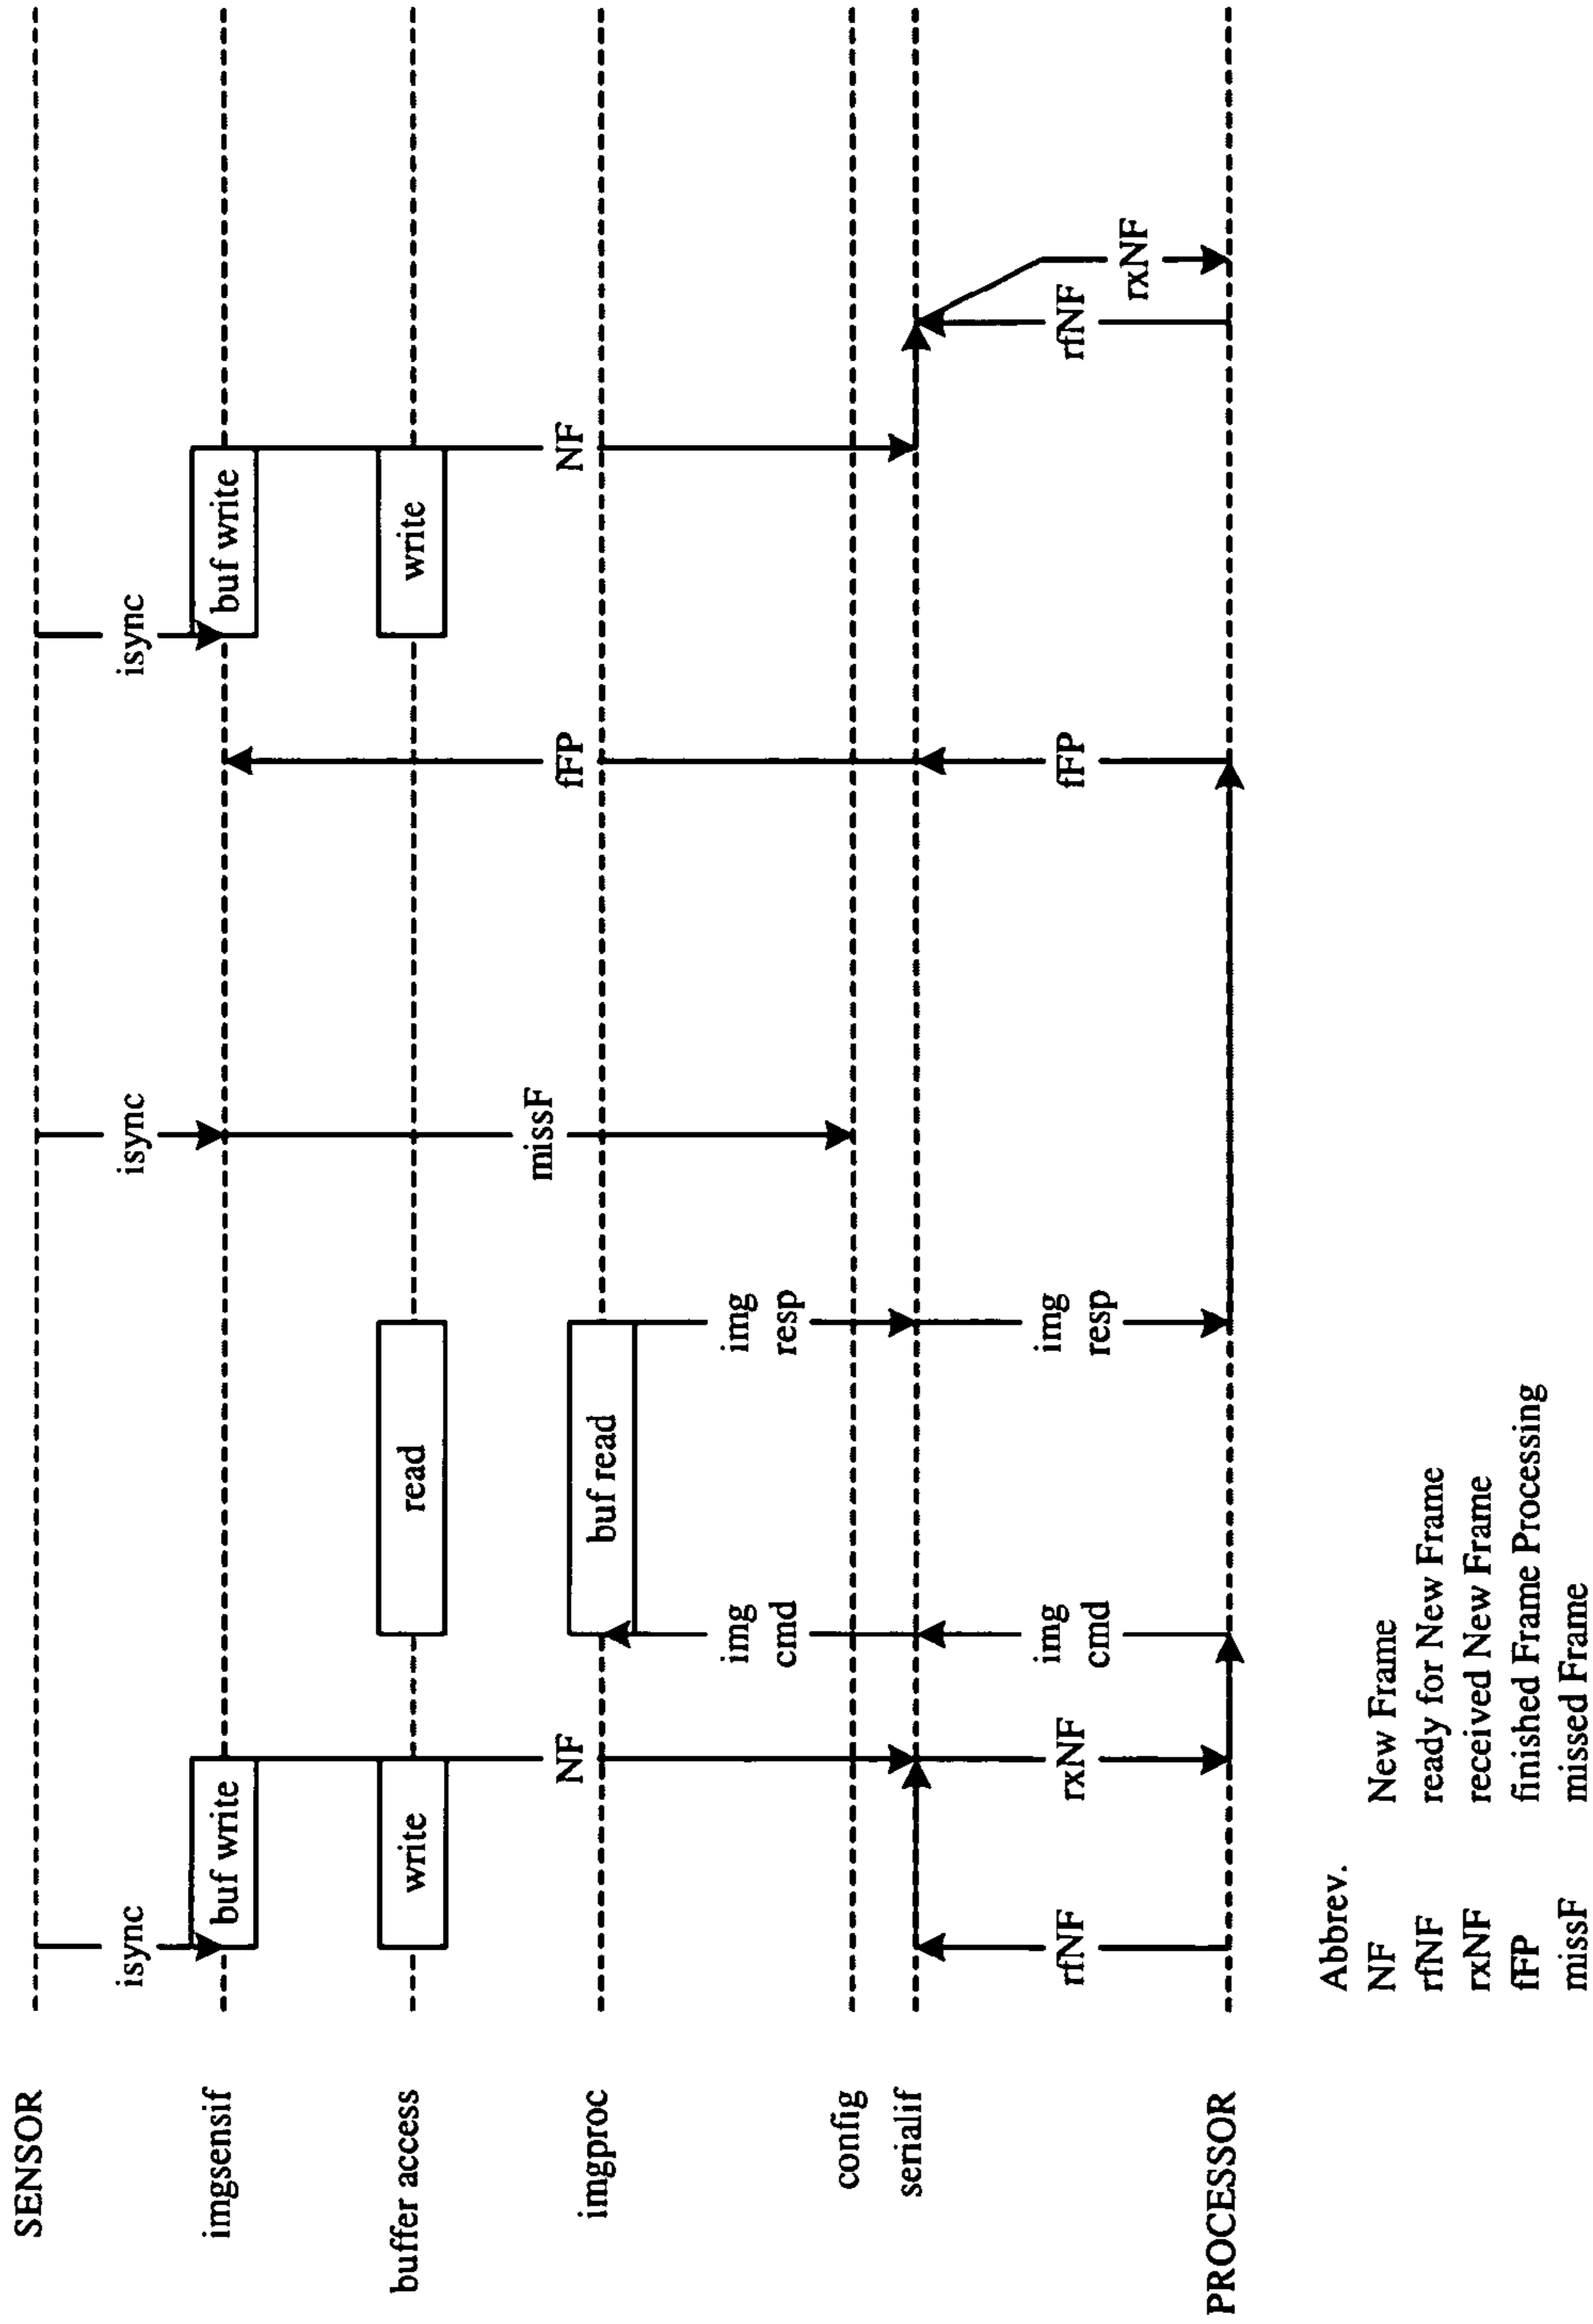 SENSOR
isync
isync
isync
imgsensif
buf write
buf write
buffer access
write
read
write
imgproc
NF
buf read
missF
fFP
NF
img
cmd
img
resp
config
serialif
rfNF
rxNF
img
cmd
img
resp
fFP
rfNF
rxNF
PROCESSOR
Abbrev.
NF New Frame
rfNF ready for New Frame
rxNF received New Frame
fFP finished Frame Processing
missF missed Frame